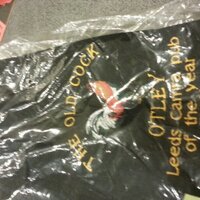 THE OLD COCK
OTLEY
Leeds Camra pub
of the year